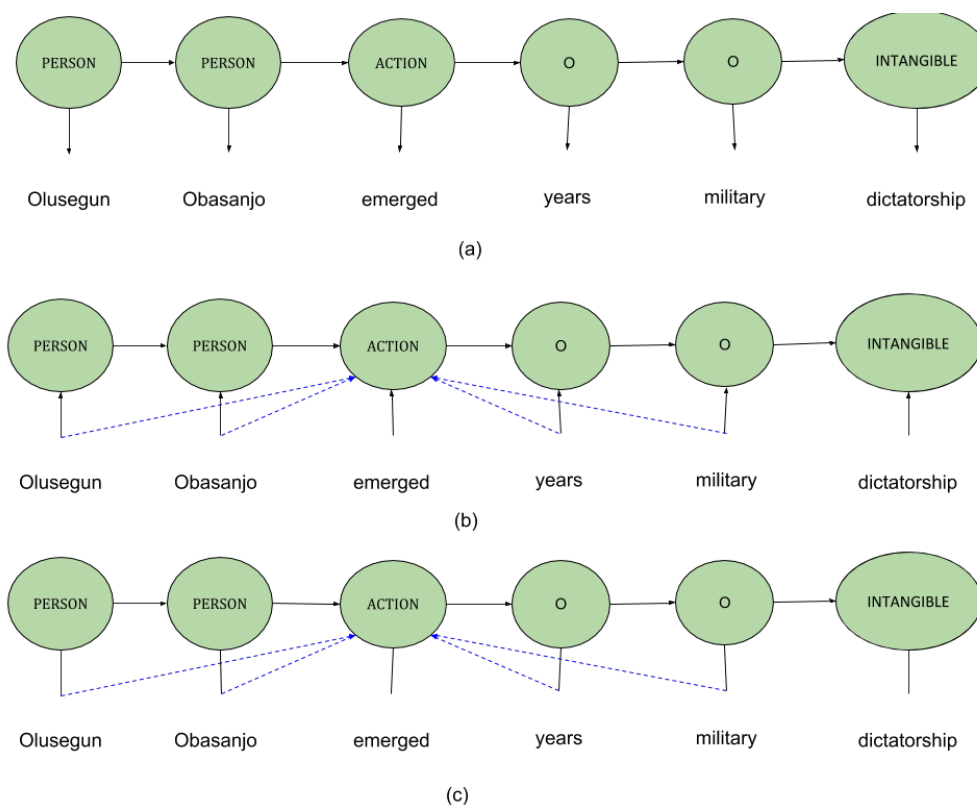 PERSON PERSON ACTION O O INTANGIBLE
Olusegun Obasanjo emerged years military dictatorship
(a)
PERSON PERSON ACTION O O INTANGIBLE
Olusegun Obasanjo emerged years military dictatorship
(b)
PERSON PERSON ACTION O O INTANGIBLE
Olusegun Obasanjo emerged years military dictatorship
(c)